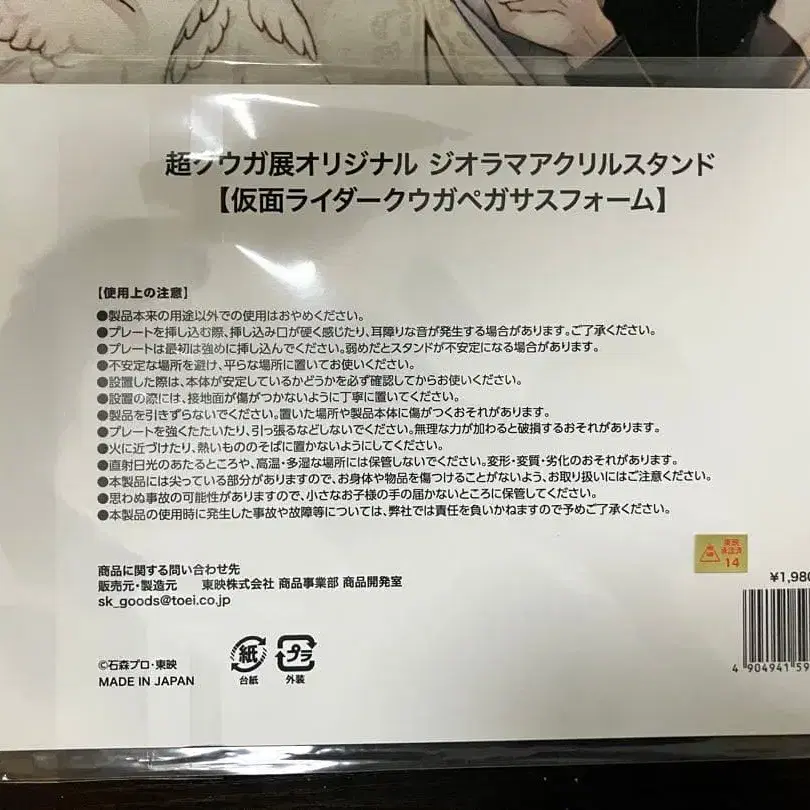 超クウガ展オリジナル ジオラマアクリルスタンド
【仮面ライダークウガペガサスフォーム】
【使用上の注意】
●製品本来の用途以外での使用はおやめください。
●プレートを挿し込む際、挿し込み口が硬く感じたり、耳障りな音が発生する場合があります。ご了承ください。
●プレートは最初は強めに挿し込んでください。弱めだとスタンドが不安定になる場合があります。
●不安定な場所を避け、平らな場所に置いてお使いください。
●設置した際は、本体が安定しているかどうかを必ず確認してからお使いください。
●設置の際には、接地面が傷がつかないように丁寧に置いてください。
●製品を引きずらないでください。置いた場所や製品本体に傷がつくおそれがあります。
●プレートを強くたたいたり、引っ張るなどしないでください。無理な力が加わると破損するおそれがあります。
●火に近づけたり、熱いもののそばに置かないようにしてください。
●直射日光のあたるところや、高温・多湿な場所には保管しないでください。変形・変質・劣化のおそれがあります。
●本製品には尖っている部分がありますので、お身体や物品を傷つけることがないよう、お取り扱いにはご注意ください。
●思わぬ事故の可能性がありますので、小さなお子様の手の届かないところに保管してください。
●本製品の使用時に発生した事故や故障等については、弊社では責任を負いかねますので予めご了承ください。
東映
承認済
14
¥1,980
商品に関する問い合わせ先
販売元・製造元 東映株式会社 商品事業部 商品開発室
sk_goods@toei.co.jp
4 904941 59
紙 プラ
台紙 外装
©石森プロ・東映
MADE IN JAPAN